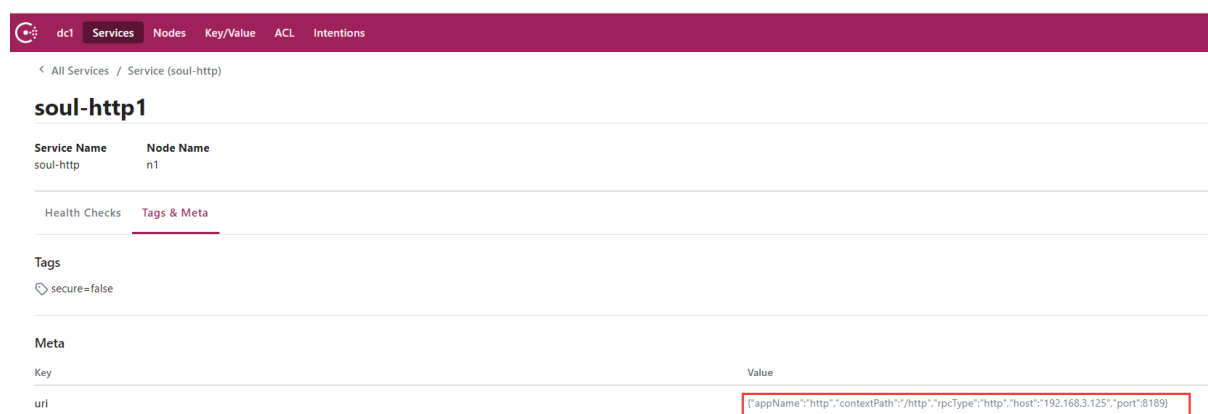 dc1 Services Nodes Key/Value ACL Intentions
All Services / Service (soul-http)
soul-http1
Service Name Node Name
soul-http n1
Health Checks Tags & Meta
Tags
secure=false
Meta
Key Value
uri {"appName":"http","contextPath":"/http","rpcType":"http","host":"192.168.3.125","port":8189}